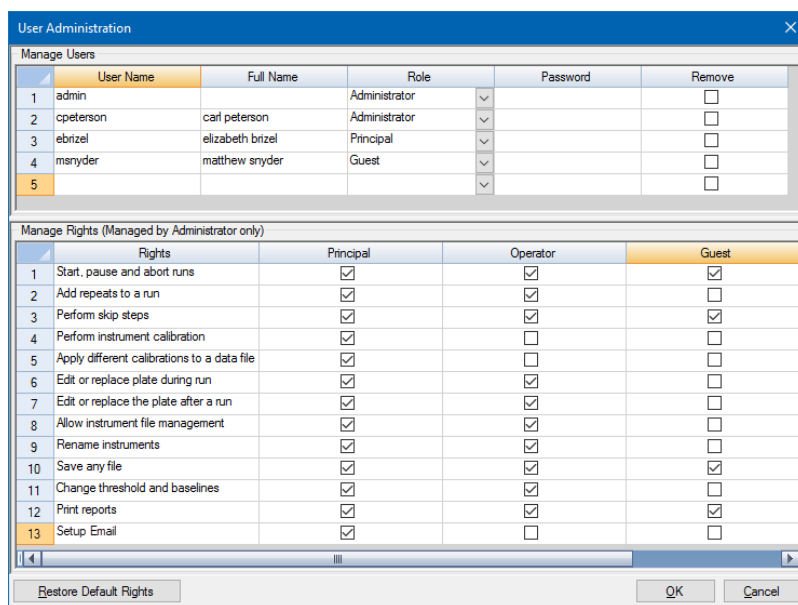 User Administration
Manage Users
User Name Full Name Role Password Remove
1 admin Administrator
2 cpeterson carl peterson Administrator
3 ebrizel elizabeth brizel Principal
4 msnyder matthew snyder Guest
5
Manage Rights (Managed by Administrator only)
Rights Principal Operator Guest
1 Start, pause and abort runs
2 Add repeats to a run
3 Perform skip steps
4 Perform instrument calibration
5 Apply different calibrations to a data file
6 Edit or replace plate during run
7 Edit or replace the plate after a run
8 Allow instrument file management
9 Rename instruments
10 Save any file
11 Change threshold and baselines
12 Print reports
13 Setup Email
Restore Default Rights OK Cancel